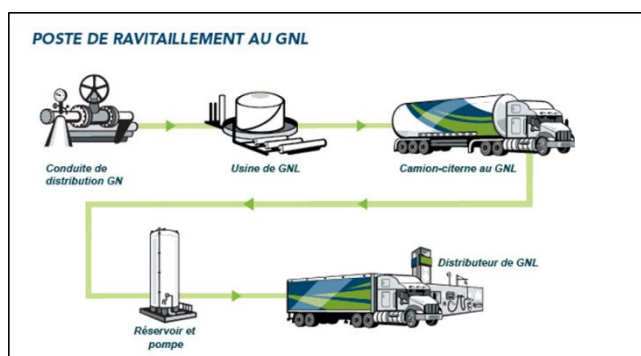 POSTE DE RAVITAILLEMENT AU GNL
Conduite de
distribution GN
Usine de GNL
Camion-citerne au GNL
Réservoir et
pompe
Distributeur de GNL